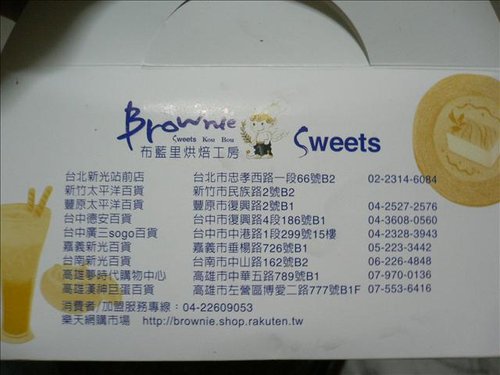 Brownie
Sweets Kou Bou
布藍里烘焙工房
Sweets
台北新光站前店 台北市忠孝西路一段66號B2 02-2314-6084
新竹太平洋百貨 新竹市民族路2號B2
豐原太平洋百貨 豐原市復興路2號B1 04-2527-2576
台中德安百貨 台中市復興路4段186號B1 04-3608-0560
台中廣三sogo百貨 台中市中港路1段299號15樓 04-2328-3943
嘉義新光百貨 嘉義市垂楊路726號B1 05-223-3442
台南新光百貨 台南市中山路162號B2 06-226-4848
高雄夢時代購物中心 高雄市中華五路789號B1 07-970-0136
高雄漢神巨蛋百貨 高雄市左營區博愛二路777號B1F 07-553-6416
消費者/加盟服務專線：04-22609053
樂天網購市場 http://brownie.shop.rakuten.tw